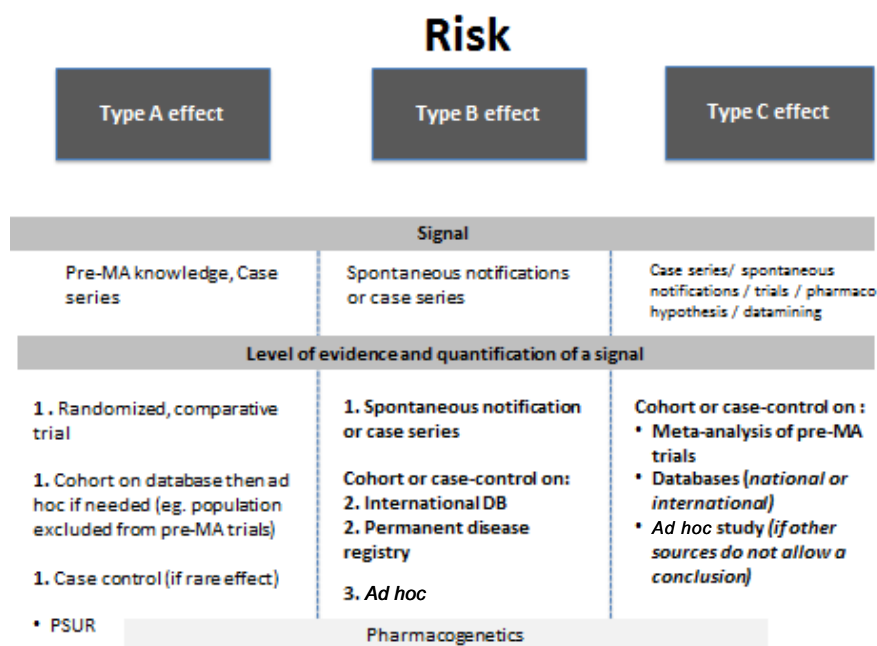 Risk
Type A effect
Type B effect
Type C effect
Signal
Pre-MA knowledge, Case
series
Spontaneous notifications
or case series
Case series/ spontaneous
notifications / trials / pharmaco
hypothesis / datamining
Level of evidence and quantification of a signal
1 . Randomized, comparative
trial
1. Cohort on database then ad
hoc if needed (eg. population
excluded from pre-MA trials)
1. Case control (if rare effect)
• PSUR
1. Spontaneous notification
or case series
Cohort or case-control on:
2. International DB
2. Permanent disease
registry
3. Ad hoc
Cohort or case-control on :
• Meta-analysis of pre-MA
trials
• Databases (national or
international)
• Ad hoc study (if other
sources do not allow a
conclusion)
Pharmacogenetics